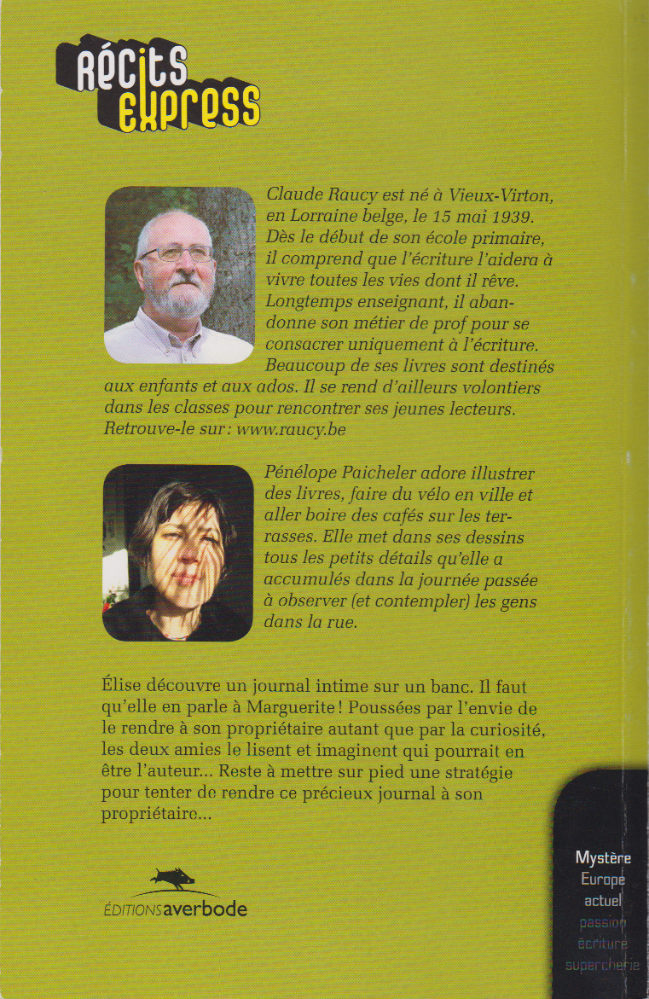 Récits
express
Claude Raucy est né à Vieux-Virton,
en Lorraine belge, le 15 mai 1939.
Dès le début de son école primaire,
il comprend que l'écriture l'aidera à
vivre toutes les vies dont il rêve.
Longtemps enseignant, il aban-
donne son métier de prof pour se
consacrer uniquement à l'écriture.
Beaucoup de ses livres sont destinés
aux enfants et aux ados. Il se rend d'ailleurs volontiers
dans les classes pour rencontrer ses jeunes lecteurs.
Retrouve-le sur : www.raucy.be
Pénélope Paicheler adore illustrer
des livres, faire du vélo en ville et
aller boire des cafés sur les ter-
rasses. Elle met dans ses dessins
tous les petits détails qu'elle a
accumulés dans la journée passée
à observer (et contempler) les gens
dans la rue.
Élise découvre un journal intime sur un banc. Il faut
qu'elle en parle à Marguerite ! Poussées par l'envie de
le rendre à son propriétaire autant que par la curiosité,
les deux amies le lisent et imaginent qui pourrait en
être l'auteur... Reste à mettre sur pied une stratégie
pour tenter de rendre ce précieux journal à son
propriétaire...
Mystère
Europe
actuel
passion
écriture
supercherie
ÉDITIONS averbode